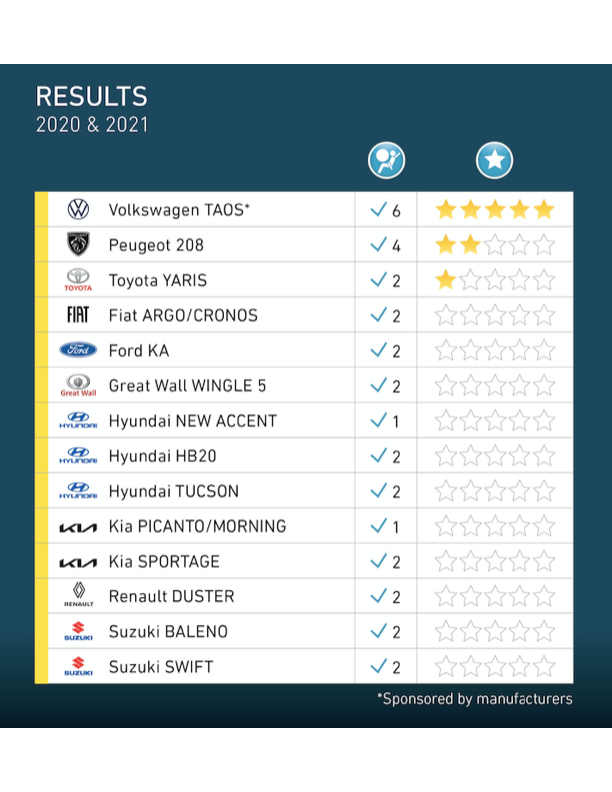 RESULTS
2020 & 2021
Volkswagen TAOS* 6
Peugeot 208 4
TOYOTA Toyota YARIS 2
FIAT Fiat ARGO/CRONOS 2
Ford Ford KA 2
Great Wall Great Wall WINGLE 5 2
HYUNDAI Hyundai NEW ACCENT 1
HYUNDAI Hyundai HB20 2
HYUNDAI Hyundai TUCSON 2
KIA Kia PICANTO/MORNING 1
KIA Kia SPORTAGE 2
RENAULT Renault DUSTER 2
SUZUKI Suzuki BALENO 2
SUZUKI Suzuki SWIFT 2
*Sponsored by manufacturers